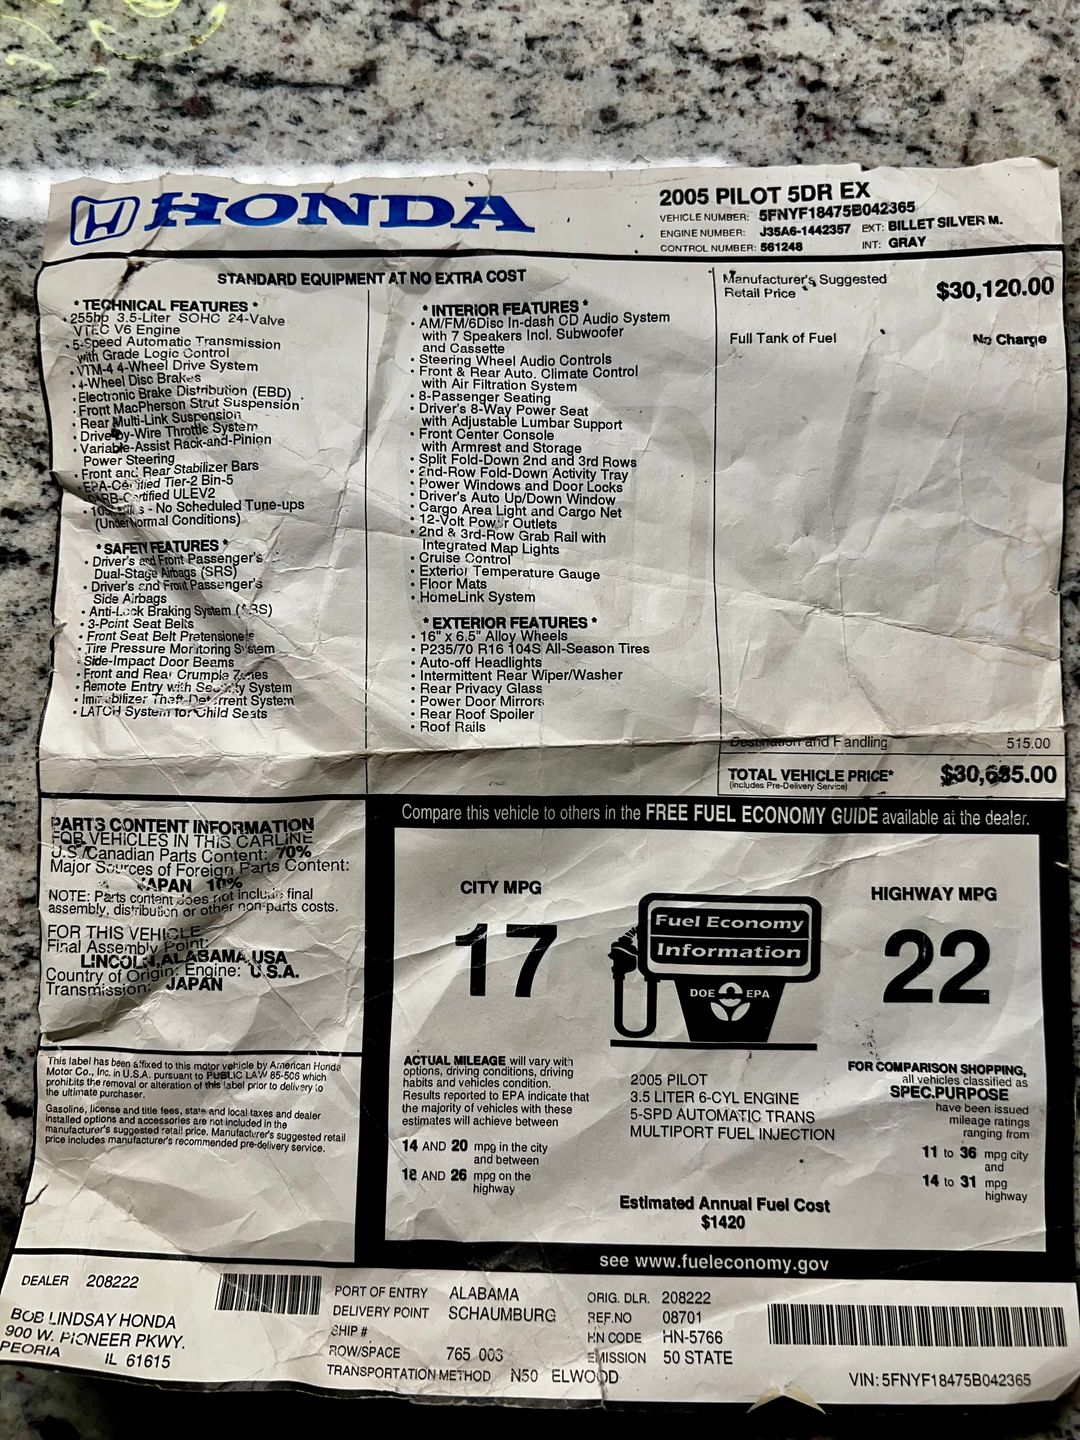 HONDA
2005 PILOT 5DR EX
VEHICLE NUMBER: 5FNYF18475B042365
ENGINE NUMBER: J35A6-1442357 EXT: BILLET SILVER M.
CONTROL NUMBER: 561248 INT: GRAY
STANDARD EQUIPMENT AT NO EXTRA COST
* TECHNICAL FEATURES *
• 255hp 3.5-Liter SOHC 24-Valve
VTEC V6 Engine
• 5-Speed Automatic Transmission
with Grade Logic Control
• VTM-4 4-Wheel Drive System
• 4-Wheel Disc Brakes
• Electronic Brake Distribution (EBD)
• Front MacPherson Strut Suspension
• Rear Multi-Link Suspension
• Drive-by-Wire Throttle System
• Variable-Assist Rack-and-Pinion
Power Steering
• Front and Rear Stabilizer Bars
• EPA-Certified Tier-2 Bin-5
CARB-Certified ULEV2
• - No Scheduled Tune-ups
(Under Normal Conditions)
* SAFETY FEATURES *
• Driver's and Front Passenger's
Dual-Stage Airbags (SRS)
• Driver's and Front Passenger's
Side Airbags
• Anti-Lock Braking System (ABS)
• 3-Point Seat Belts
• Front Seat Belt Pretensioners
• Tire Pressure Monitoring System
• Side-Impact Door Beams
• Front and Rear Crumple Zones
• Remote Entry with Security System
• Immobilizer Theft-Deterrent System
• LATCH System for Child Seats
* INTERIOR FEATURES *
• AM/FM/6Disc In-dash CD Audio System
with 7 Speakers Incl. Subwoofer
and Cassette
• Steering Wheel Audio Controls
• Front & Rear Auto. Climate Control
with Air Filtration System
• 8-Passenger Seating
• Driver's 8-Way Power Seat
with Adjustable Lumbar Support
• Front Center Console
with Armrest and Storage
• Split Fold-Down 2nd and 3rd Rows
• 2nd-Row Fold-Down Activity Tray
• Power Windows and Door Locks
• Driver's Auto Up/Down Window
• Cargo Area Light and Cargo Net
• 12-Volt Power Outlets
• 2nd & 3rd-Row Grab Rail with
Integrated Map Lights
• Cruise Control
• Exterior Temperature Gauge
• Floor Mats
• HomeLink System
* EXTERIOR FEATURES *
• 16" x 6.5" Alloy Wheels
• P235/70 R16 104S All-Season Tires
• Auto-off Headlights
• Intermittent Rear Wiper/Washer
• Rear Privacy Glass
• Power Door Mirrors
• Rear Roof Spoiler
• Roof Rails
Manufacturer's Suggested
Retail Price $30,120.00
Full Tank of Fuel No Charge
Destination and Handling 515.00
TOTAL VEHICLE PRICE* $30,635.00
(includes Pre-Delivery Service)
PARTS CONTENT INFORMATION
FOR VEHICLES IN THIS CARLINE
U.S./Canadian Parts Content: 70%
Major Sources of Foreign Parts Content:
JAPAN 10%
NOTE: Parts content does not include final
assembly, distribution or other non-parts costs.
FOR THIS VEHICLE
Final Assembly Point:
LINCOLN, ALABAMA, USA
Country of Origin: Engine: U.S.A.
Transmission: JAPAN
This label has been affixed to this motor vehicle by American Honda
Motor Co., Inc. in U.S.A. pursuant to PUBLIC LAW 85-506 which
prohibits the removal or alteration of this label prior to delivery to
the ultimate purchaser.
Gasoline, license and title fees, state and local taxes and dealer
installed options and accessories are not included in the
manufacturer's suggested retail price. Manufacturer's suggested retail
price includes manufacturer's recommended pre-delivery service.
Compare this vehicle to others in the FREE FUEL ECONOMY GUIDE available at the dealer.
CITY MPG
17
Fuel Economy
Information
DOE EPA
HIGHWAY MPG
22
ACTUAL MILEAGE will vary with
options, driving conditions, driving
habits and vehicles condition.
Results reported to EPA indicate that
the majority of vehicles with these
estimates will achieve between
14 AND 20 mpg in the city
and between
18 AND 26 mpg on the
highway
2005 PILOT
3.5 LITER 6-CYL ENGINE
5-SPD AUTOMATIC TRANS
MULTIPORT FUEL INJECTION
Estimated Annual Fuel Cost
$1420
FOR COMPARISON SHOPPING,
all vehicles classified as
SPEC.PURPOSE
have been issued
mileage ratings
ranging from
11 to 36 mpg city
and
14 to 31 mpg
highway
see www.fueleconomy.gov
DEALER 208222
BOB LINDSAY HONDA
900 W. PIONEER PKWY.
PEORIA IL 61615
PORT OF ENTRY ALABAMA
DELIVERY POINT SCHAUMBURG
SHIP #
ROW/SPACE 765 003
TRANSPORTATION METHOD N50 ELWOOD
ORIG. DLR. 208222
REF.NO 08701
HN CODE HN-5766
EMISSION 50 STATE
VIN: 5FNYF18475B042365